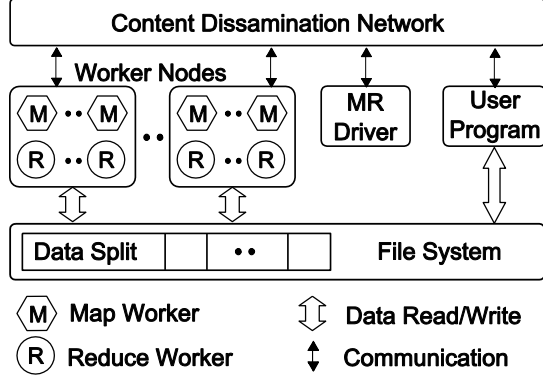 Content Dissamination Network
Worker Nodes
M ·· M ·· M ·· M
R ·· R R ·· R
MR
Driver
User
Program
Data Split ·· File System
M Map Worker
Data Read/Write
R Reduce Worker
Communication